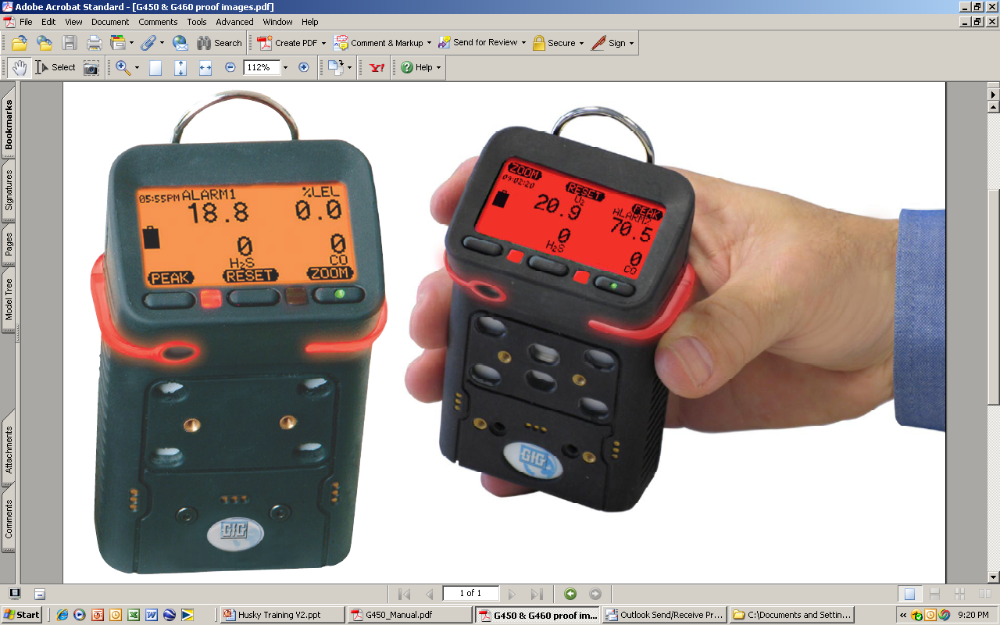 Adobe Acrobat Standard - [G450 & G460 proof images.pdf]
File Edit View Document Comments Tools Advanced Window Help
Search Create PDF Comment & Markup Send for Review Secure Sign
Select 112% Y! Help
Bookmarks
Signatures
Pages
Model Tree
Attachments
Comments
05:55PM ALARM1 %LEL
18.8 0.0
0 0
H₂S CO
PEAK RESET ZOOM
GfG
ZOOM
09:02:20 RESET
O₂ PEAK
20.9 ALARM2
70.5
0 0
H₂S CO
GfG
1 of 1
Start Husky Training V2.ppt G450_Manual.pdf G450 & G460 proof im... Outlook Send/Receive Pr... C:\Documents and Settin... « 9:20 PM